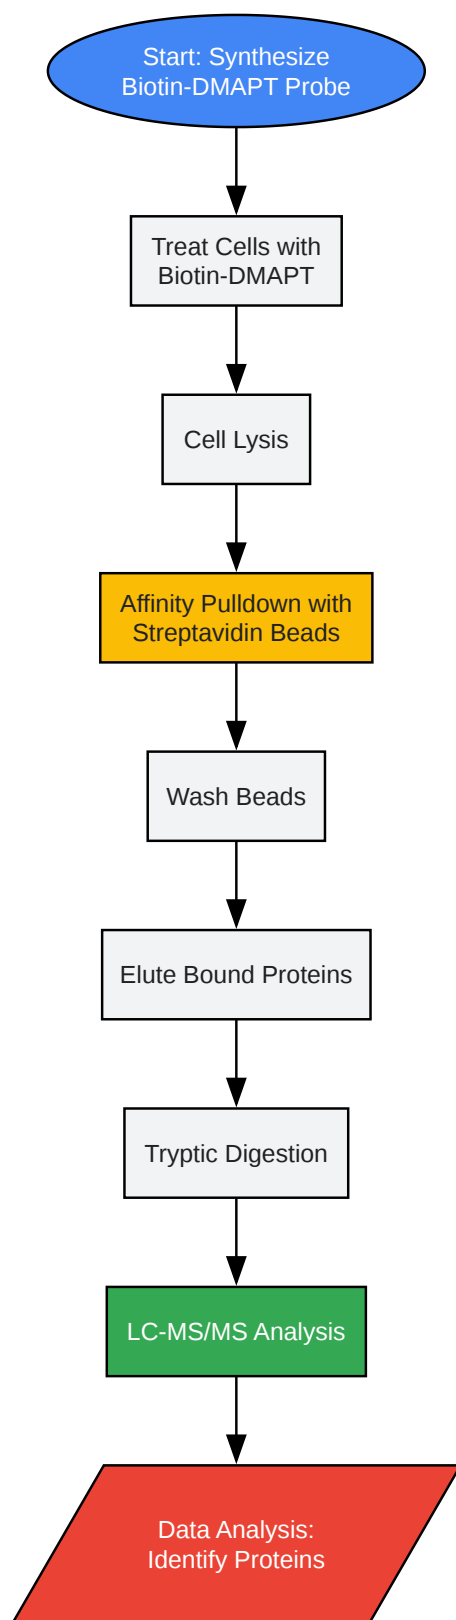 Start: Synthesize
Biotin-DMAPT Probe
Treat Cells with
Biotin-DMAPT
Cell Lysis
Affinity Pulldown with
Streptavidin Beads
Wash Beads
Elute Bound Proteins
Tryptic Digestion
LC-MS/MS Analysis
Data Analysis:
Identify Proteins